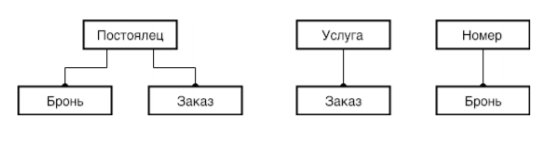 Постоялец
Услуга
Номер
Бронь
Заказ
Заказ
Бронь